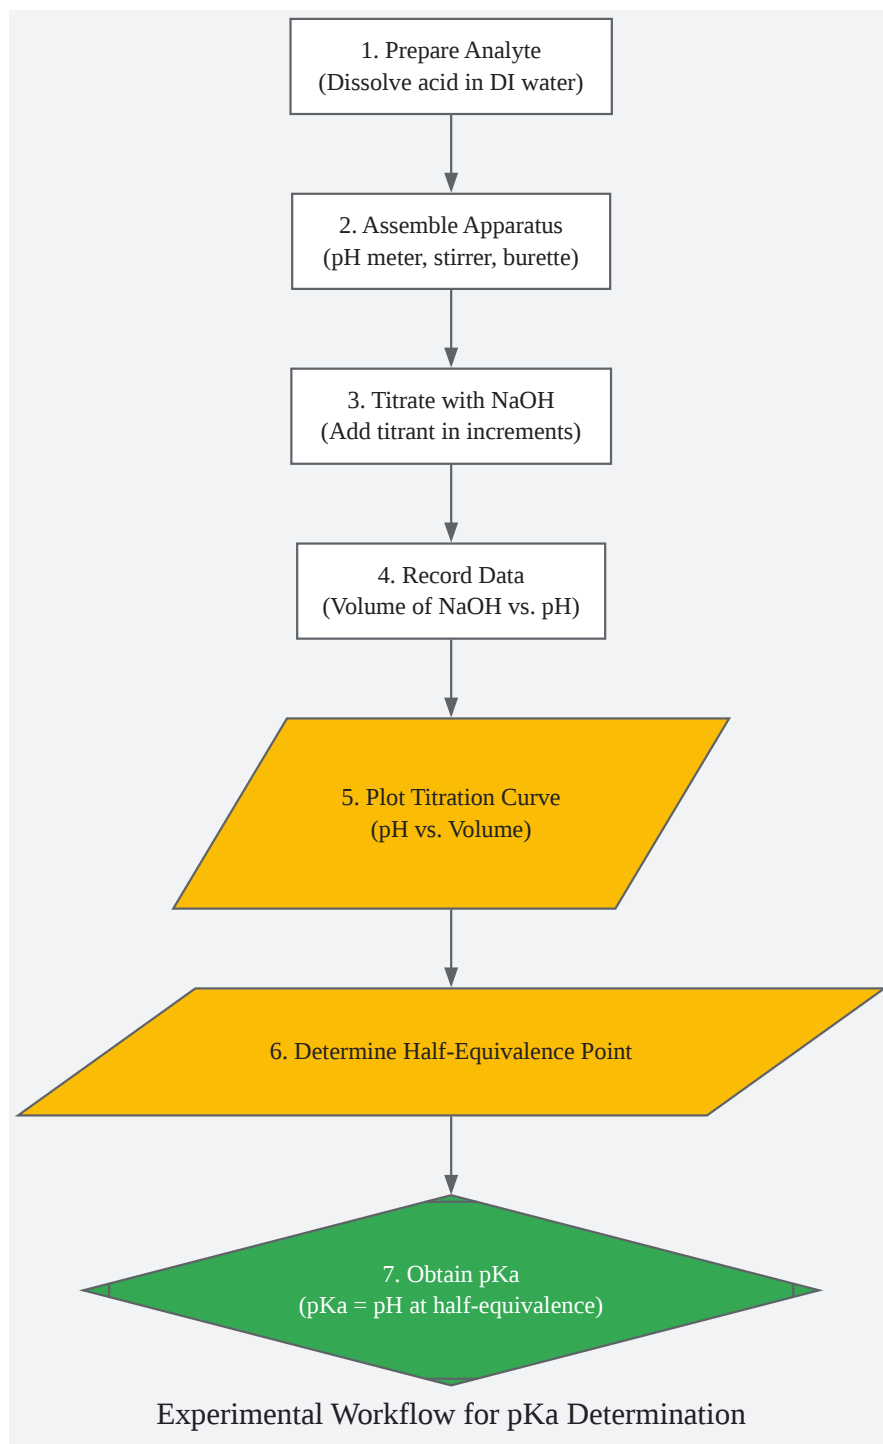 1. Prepare Analyte
(Dissolve acid in DI water)
2. Assemble Apparatus
(pH meter, stirrer, burette)
3. Titrate with NaOH
(Add titrant in increments)
4. Record Data
(Volume of NaOH vs. pH)
5. Plot Titration Curve
(pH vs. Volume)
6. Determine Half-Equivalence Point
7. Obtain pKa
(pKa = pH at half-equivalence)
Experimental Workflow for pKa Determination